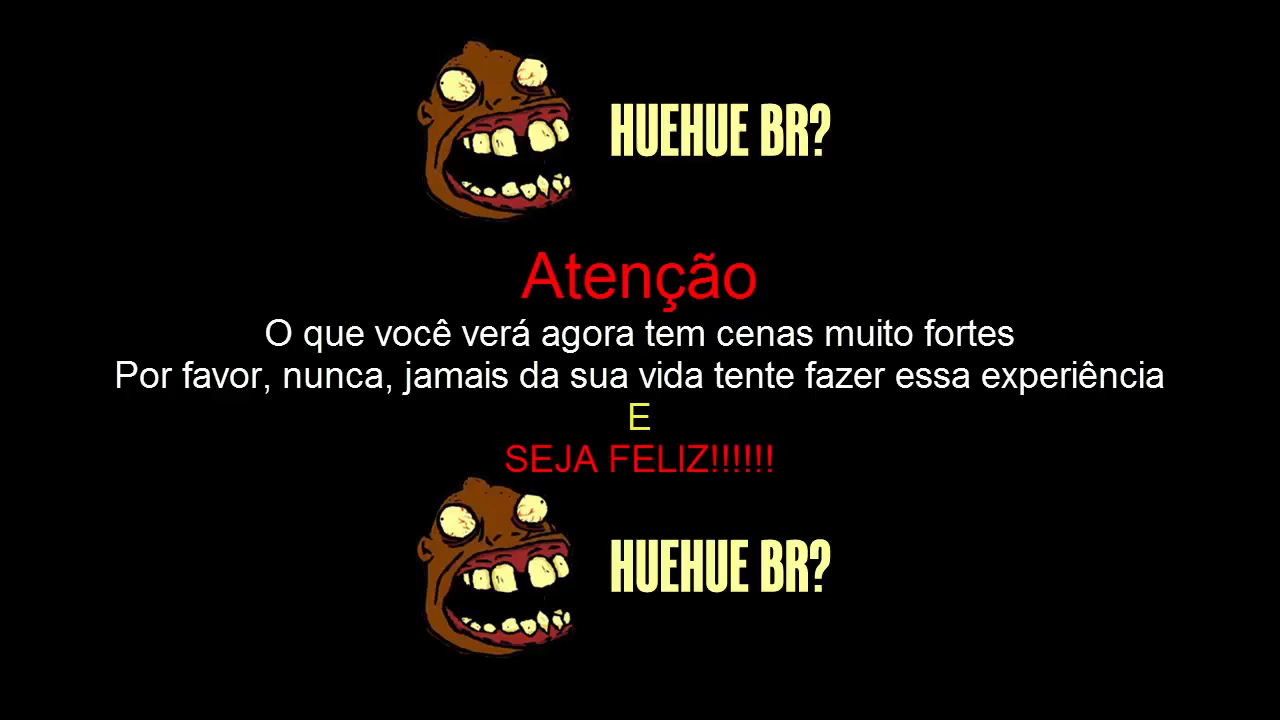 HUEHUE BR?
Atenção
O que você verá agora tem cenas muito fortes
Por favor, nunca, jamais da sua vida tente fazer essa experiência
E
SEJA FELIZ!!!!!!
HUEHUE BR?